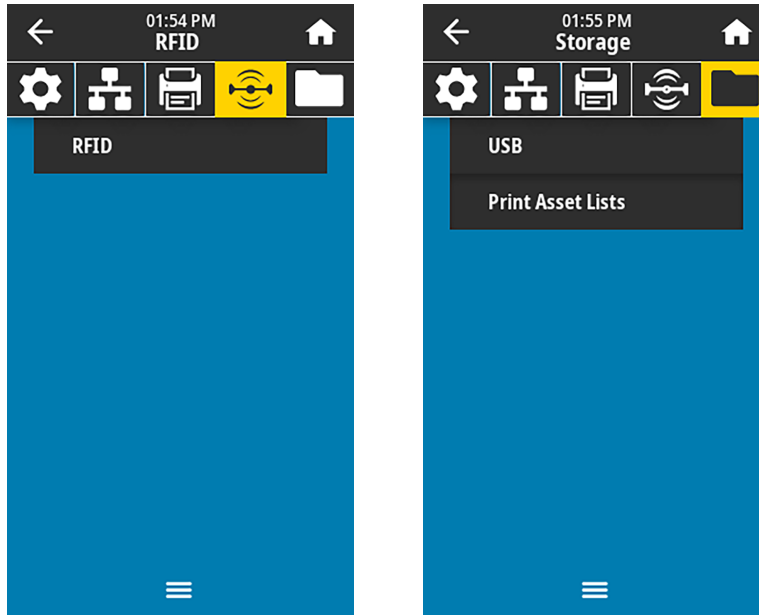 01:54 PM
RFID
RFID
01:55 PM
Storage
USB
Print Asset Lists